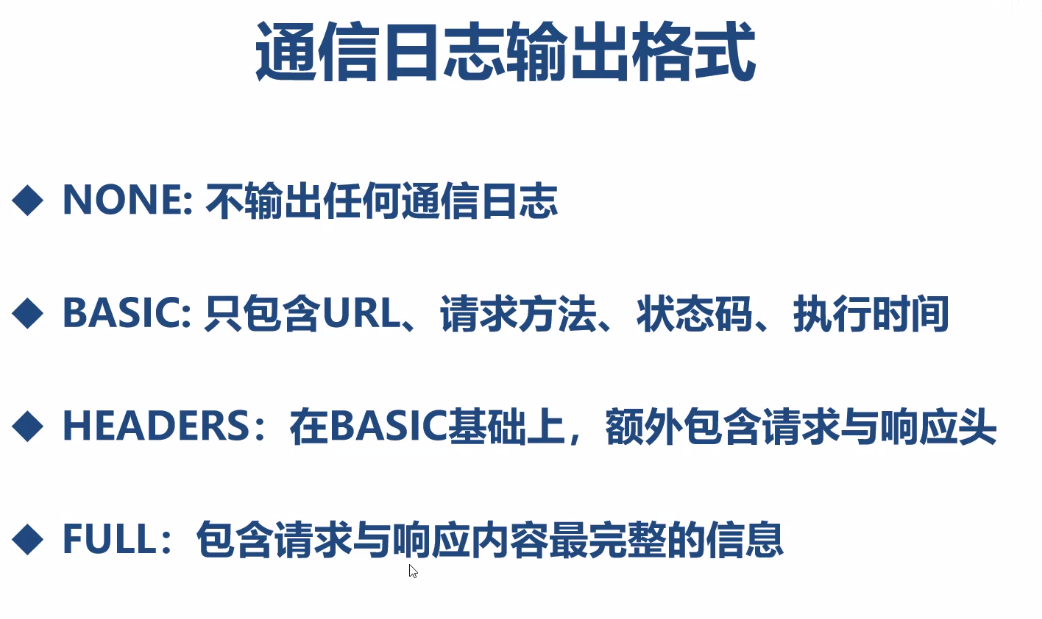 通信日志输出格式
◆ NONE: 不输出任何通信日志
◆ BASIC: 只包含URL、请求方法、状态码、执行时间
◆ HEADERS：在BASIC基础上，额外包含请求与响应头
◆ FULL：包含请求与响应内容最完整的信息